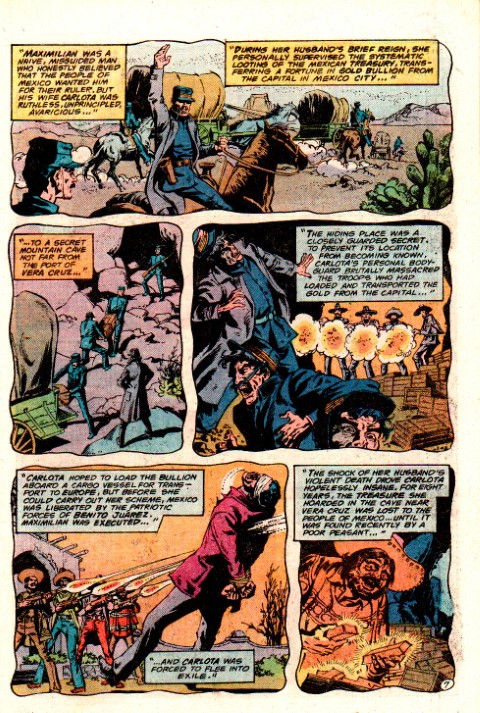 "MAXIMILIAN WAS A
NAIVE, MISGUIDED MAN
WHO HONESTLY BELIEVED
THAT THE PEOPLE OF
MEXICO WANTED HIM
FOR THEIR RULER, BUT
HIS WIFE CARLOTA WAS
RUTHLESS, UNPRINCIPLED,
AVARICIOUS..."
"DURING HER HUSBAND'S BRIEF REIGN, SHE
PERSONALLY SUPERVISED THE SYSTEMATIC
LOOTING OF THE MEXICAN TREASURY, TRANS-
FERRING A FORTUNE IN GOLD BULLION FROM
THE CAPITAL IN MEXICO CITY..."
"...TO A SECRET
MOUNTAIN CAVE
NOT FAR FROM
THE PORT OF
VERA CRUZ..."
"THE HIDING PLACE WAS A
CLOSELY GUARDED SECRET.
TO PREVENT ITS LOCATION
FROM BECOMING KNOWN,
CARLOTA'S PERSONAL BODY-
GUARD BRUTALLY MASSACRED
THE TROOPS WHO HAD
LOADED AND TRANSPORTED THE
GOLD FROM THE CAPITAL..."
"CARLOTA HOPED TO LOAD THE BULLION
ABOARD A CARGO VESSEL FOR TRANS-
PORT TO EUROPE, BUT BEFORE SHE
COULD CARRY OUT HER SCHEME, MEXICO
WAS LIBERATED BY THE PATRIOTIC
FORCES OF BENITO JUAREZ.
MAXIMILIAN WAS EXECUTED..."
"...AND CARLOTA WAS
FORCED TO FLEE INTO
EXILE."
"THE SHOCK OF HER HUSBAND'S
VIOLENT DEATH DROVE CARLOTA
HOPELESSLY INSANE. FOR EIGHT
YEARS, THE TREASURE SHE
HOARDED IN THE CAVE NEAR
VERA CRUZ WAS LOST TO THE
PEOPLE OF MEXICO...UNTIL IT
WAS FOUND RECENTLY BY A
POOR PEASANT..."
7